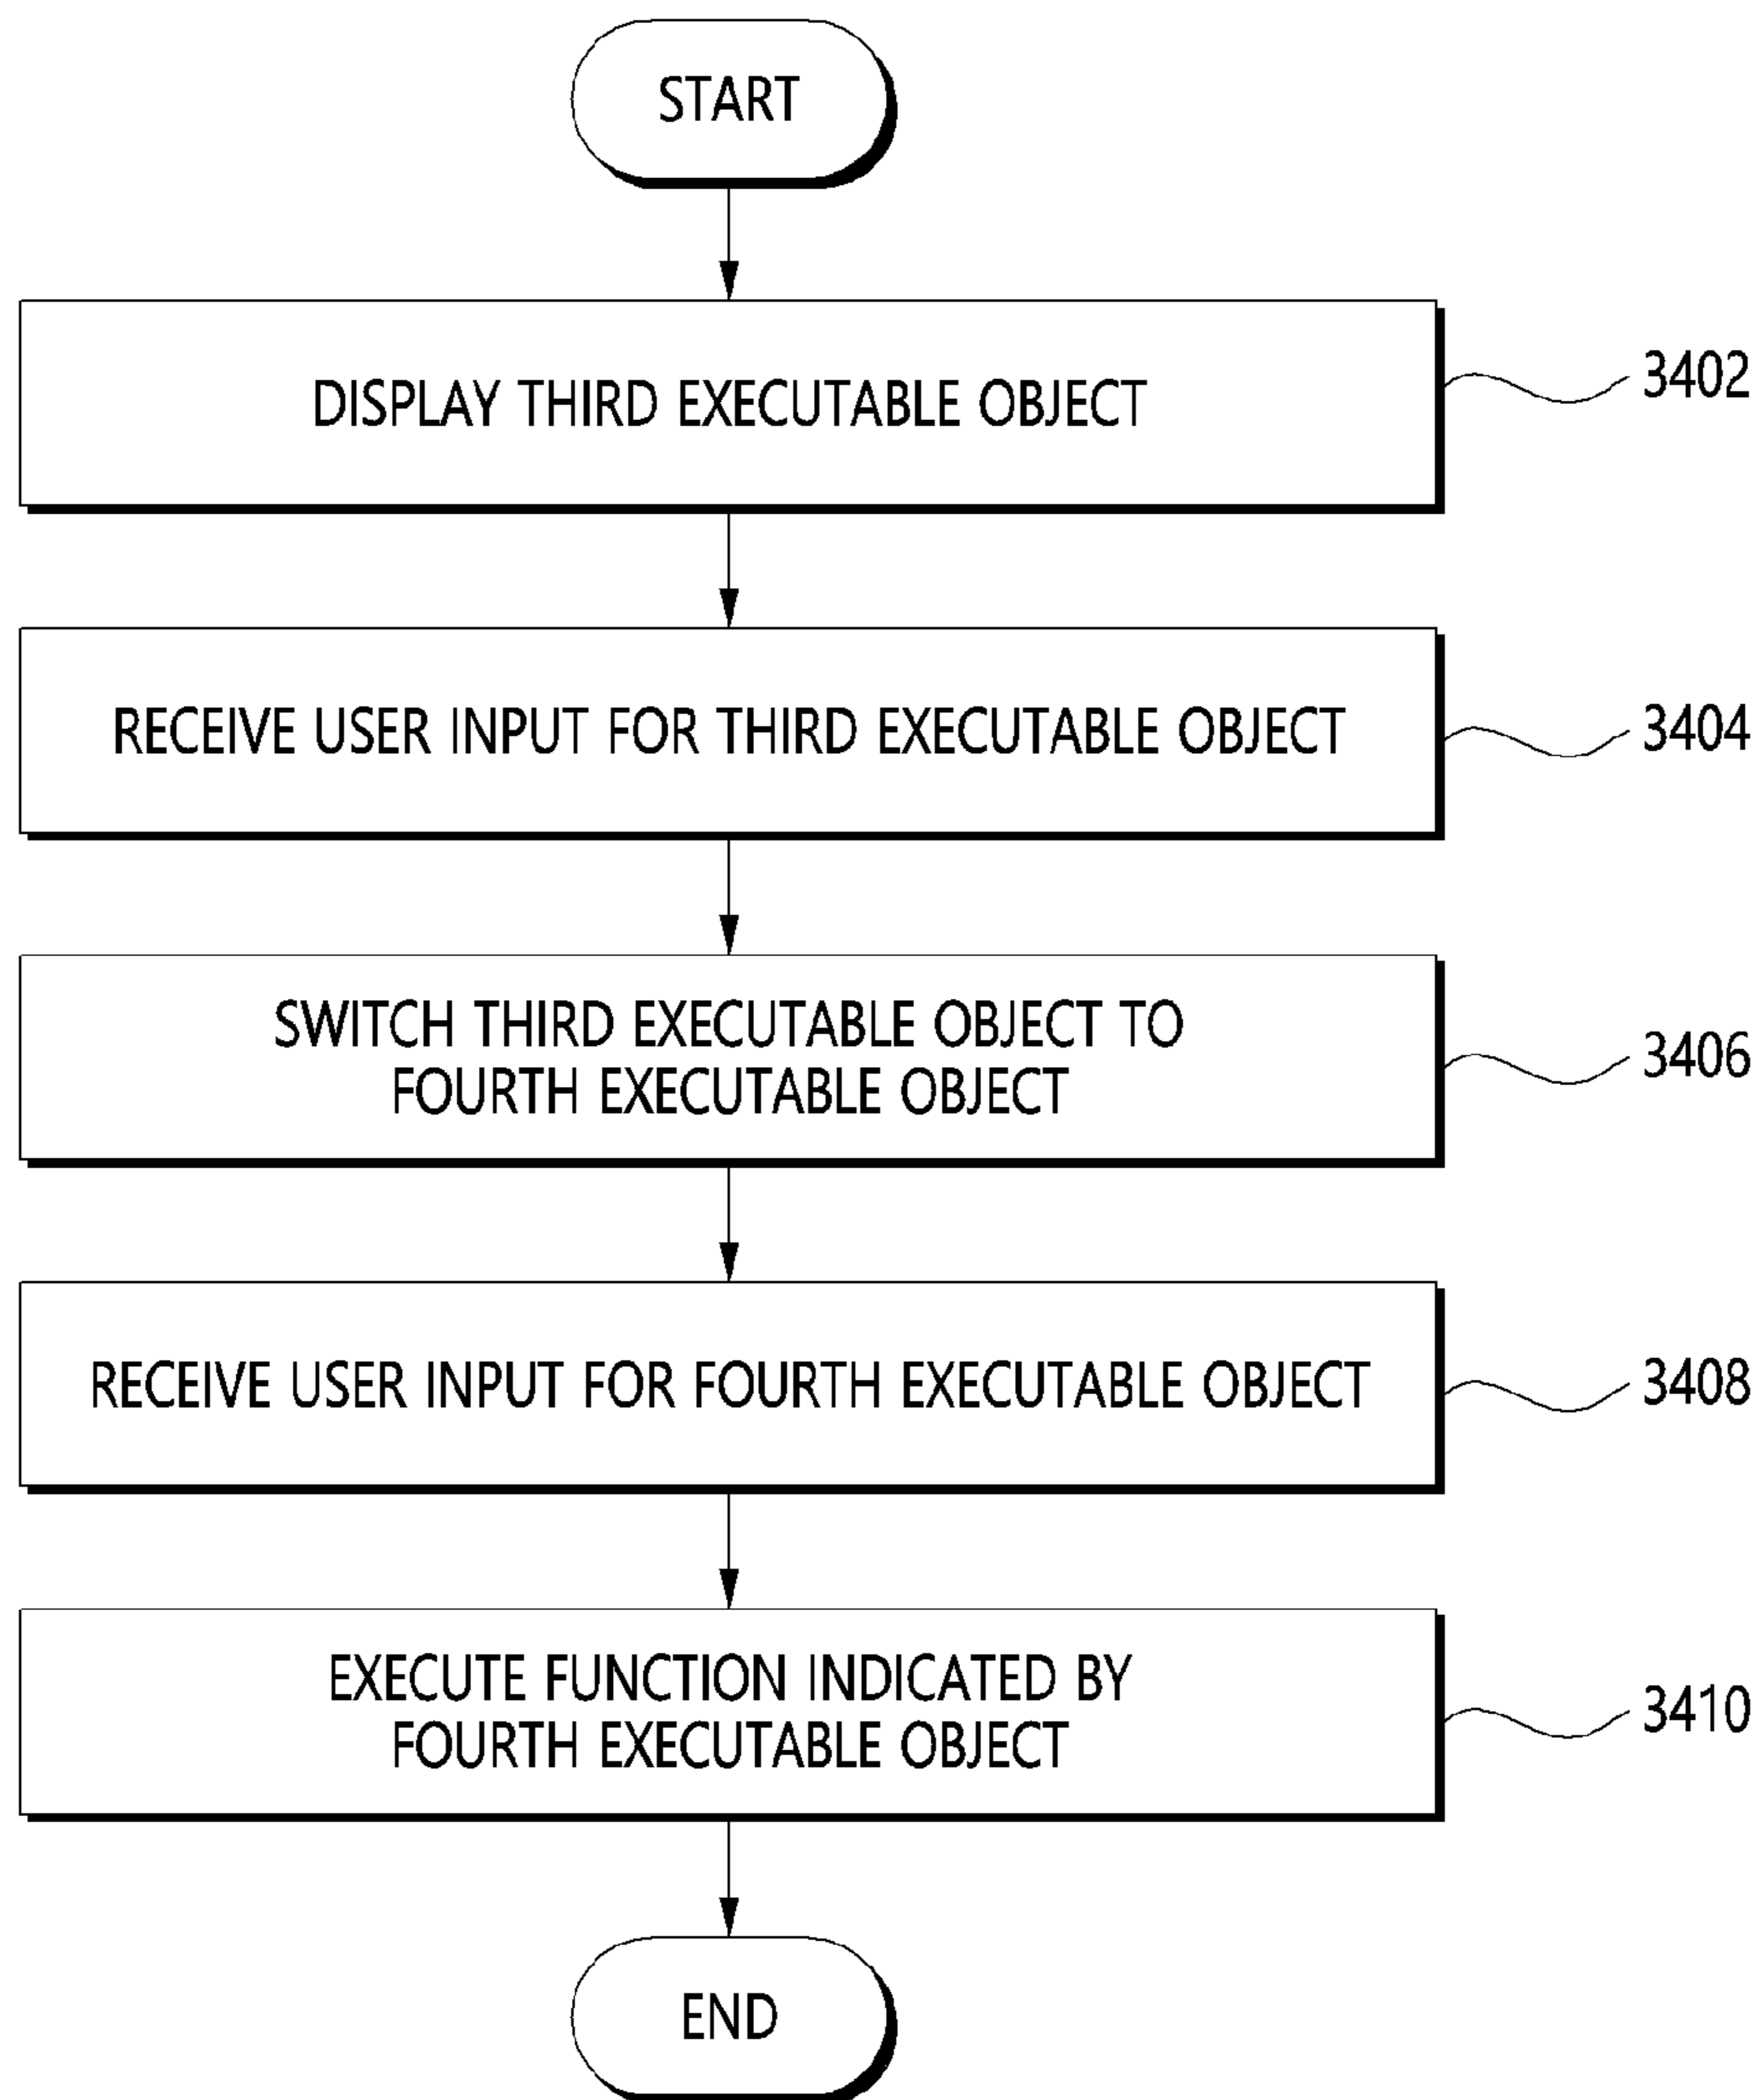 START
DISPLAY THIRD EXECUTABLE OBJECT
3402
RECEIVE USER INPUT FOR THIRD EXECUTABLE OBJECT
3404
SWITCH THIRD EXECUTABLE OBJECT TO
FOURTH EXECUTABLE OBJECT
3406
RECEIVE USER INPUT FOR FOURTH EXECUTABLE OBJECT
3408
EXECUTE FUNCTION INDICATED BY
FOURTH EXECUTABLE OBJECT
3410
END